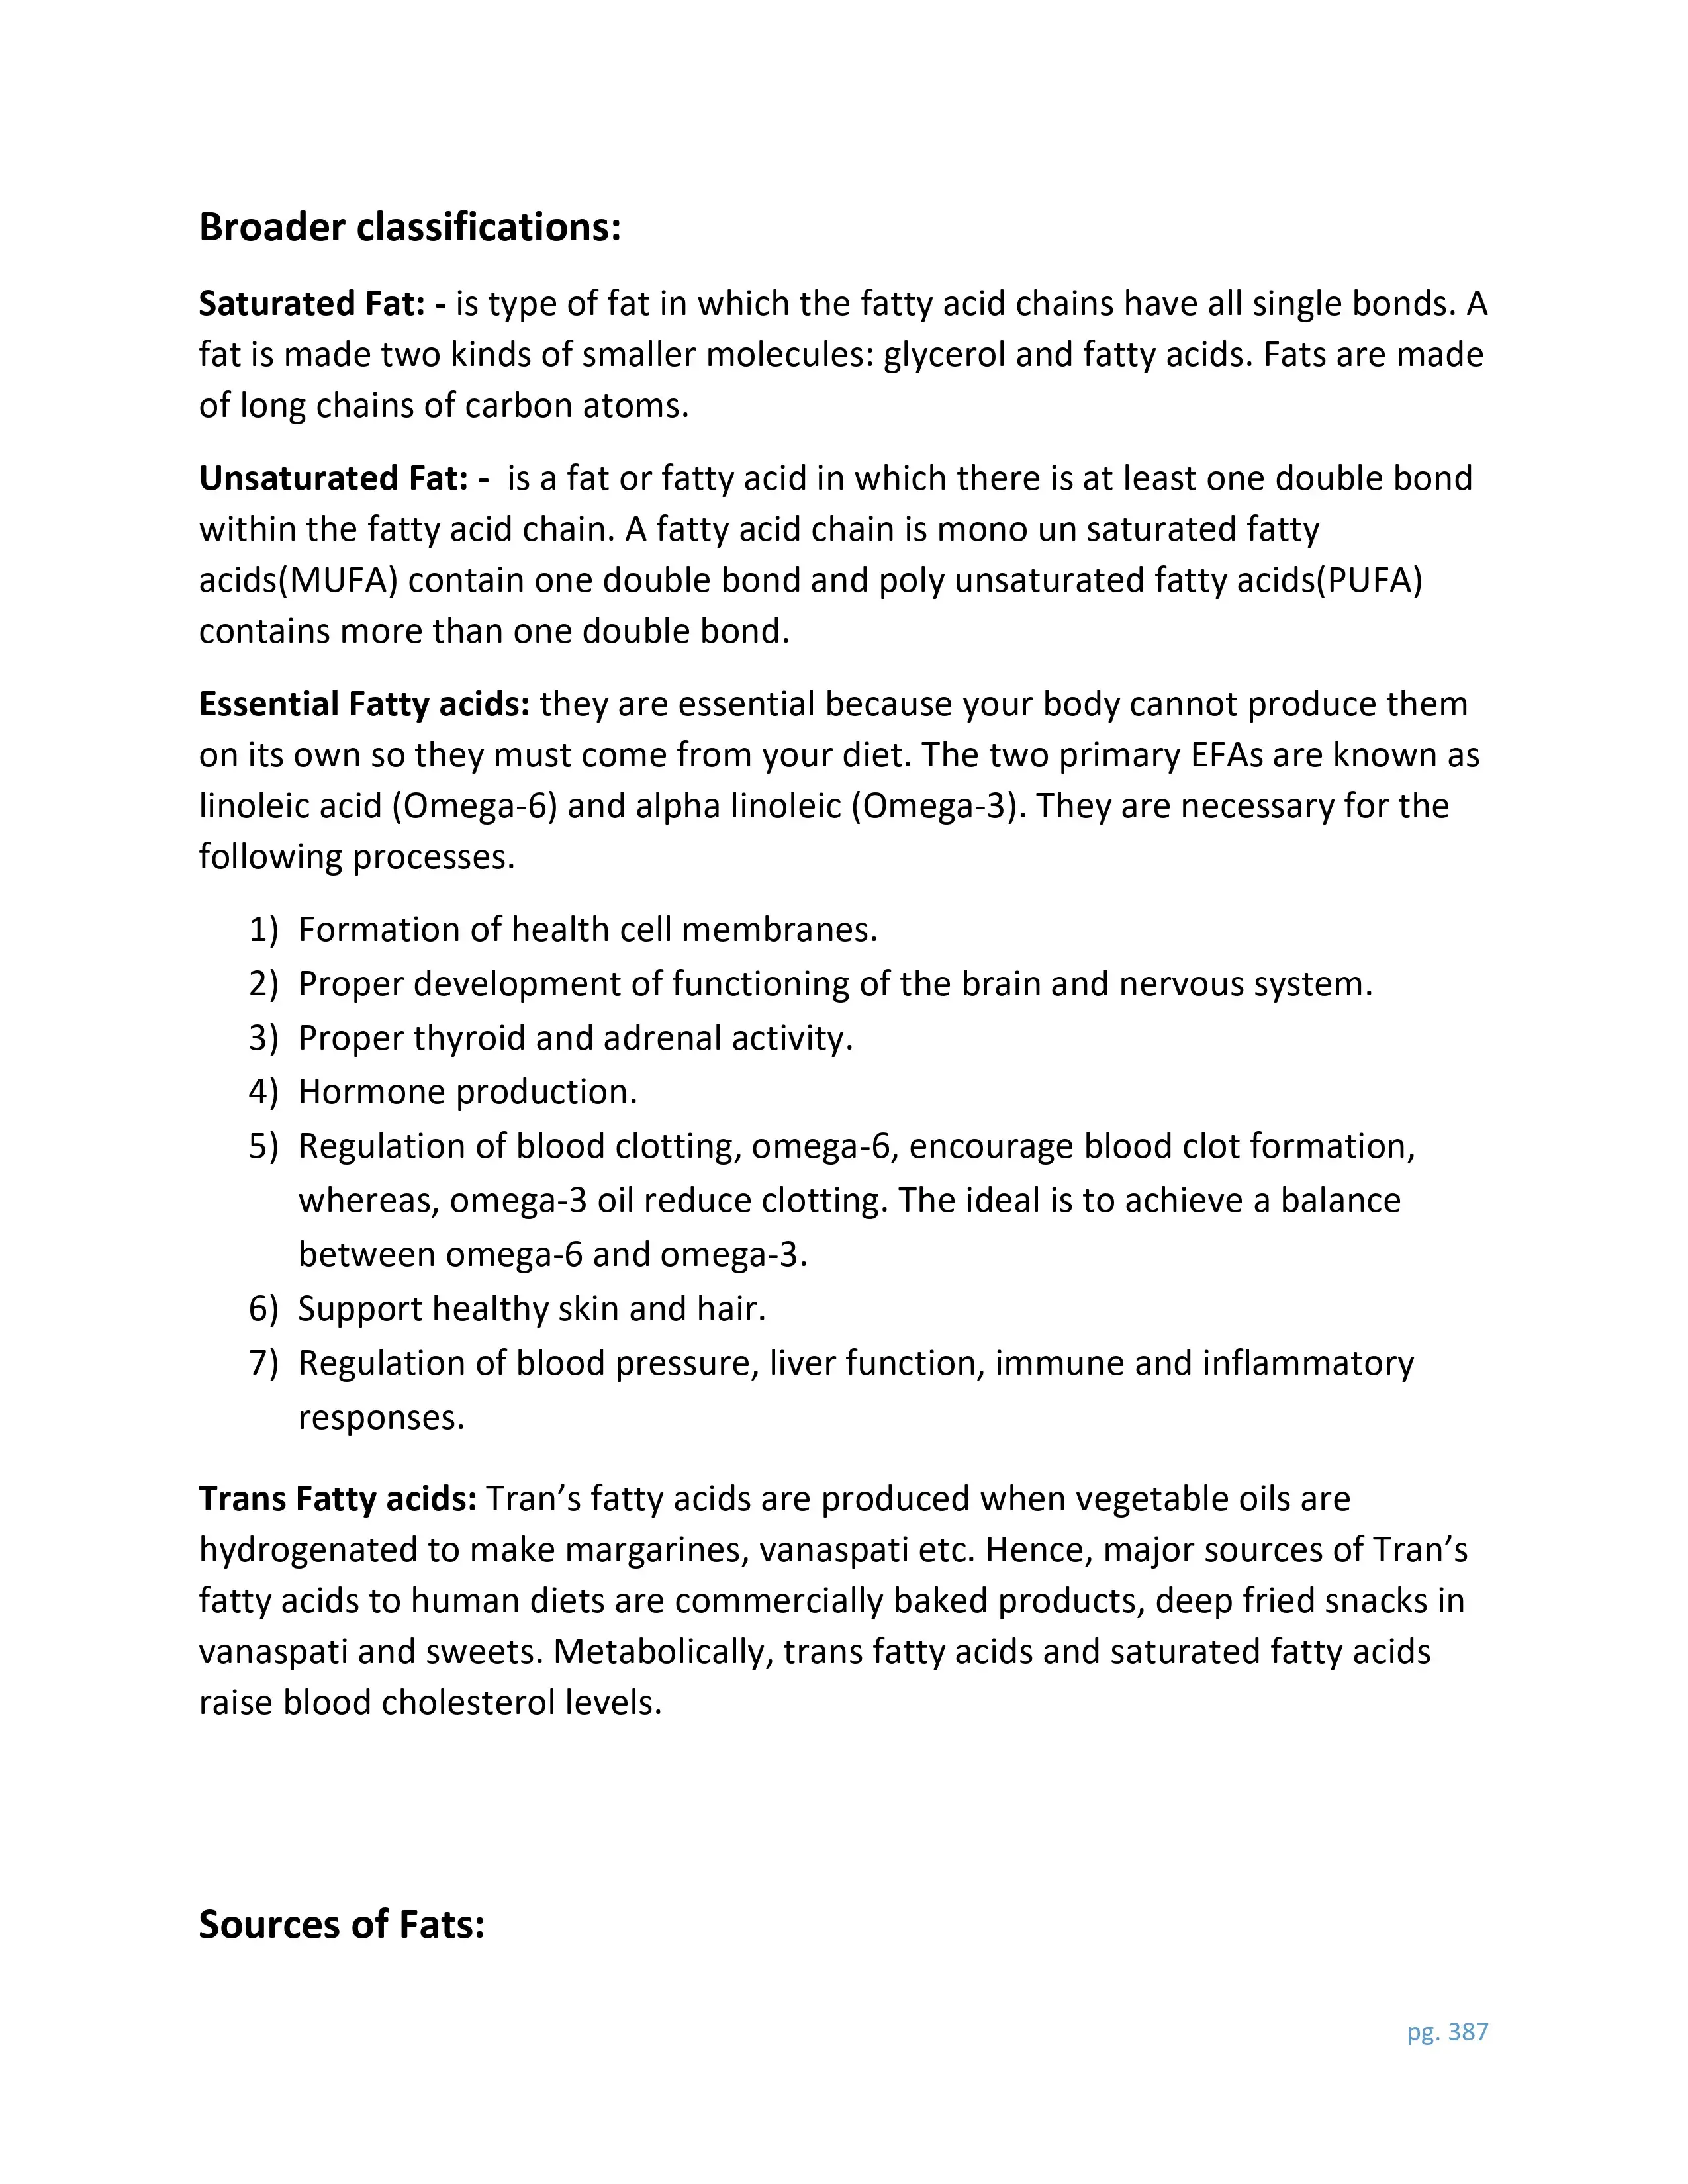 Broader classifications:
Saturated Fat: - is type of fat in which the fatty acid chains have all single bonds. A
fat is made two kinds of smaller molecules: glycerol and fatty acids. Fats are made
of long chains of carbon atoms.
Unsaturated Fat: -  is a fat or fatty acid in which there is at least one double bond
within the fatty acid chain. A fatty acid chain is mono un saturated fatty
acids(MUFA) contain one double bond and poly unsaturated fatty acids(PUFA)
contains more than one double bond.
Essential Fatty acids: they are essential because your body cannot produce them
on its own so they must come from your diet. The two primary EFAs are known as
linoleic acid (Omega-6) and alpha linoleic (Omega-3). They are necessary for the
following processes.
1) Formation of health cell membranes.
2) Proper development of functioning of the brain and nervous system.
3) Proper thyroid and adrenal activity.
4) Hormone production.
5) Regulation of blood clotting, omega-6, encourage blood clot formation,
whereas, omega-3 oil reduce clotting. The ideal is to achieve a balance
between omega-6 and omega-3.
6) Support healthy skin and hair.
7) Regulation of blood pressure, liver function, immune and inflammatory
responses.
Trans Fatty acids: Tran’s fatty acids are produced when vegetable oils are
hydrogenated to make margarines, vanaspati etc. Hence, major sources of Tran’s
fatty acids to human diets are commercially baked products, deep fried snacks in
vanaspati and sweets. Metabolically, trans fatty acids and saturated fatty acids
raise blood cholesterol levels.
Sources of Fats:
pg. 387